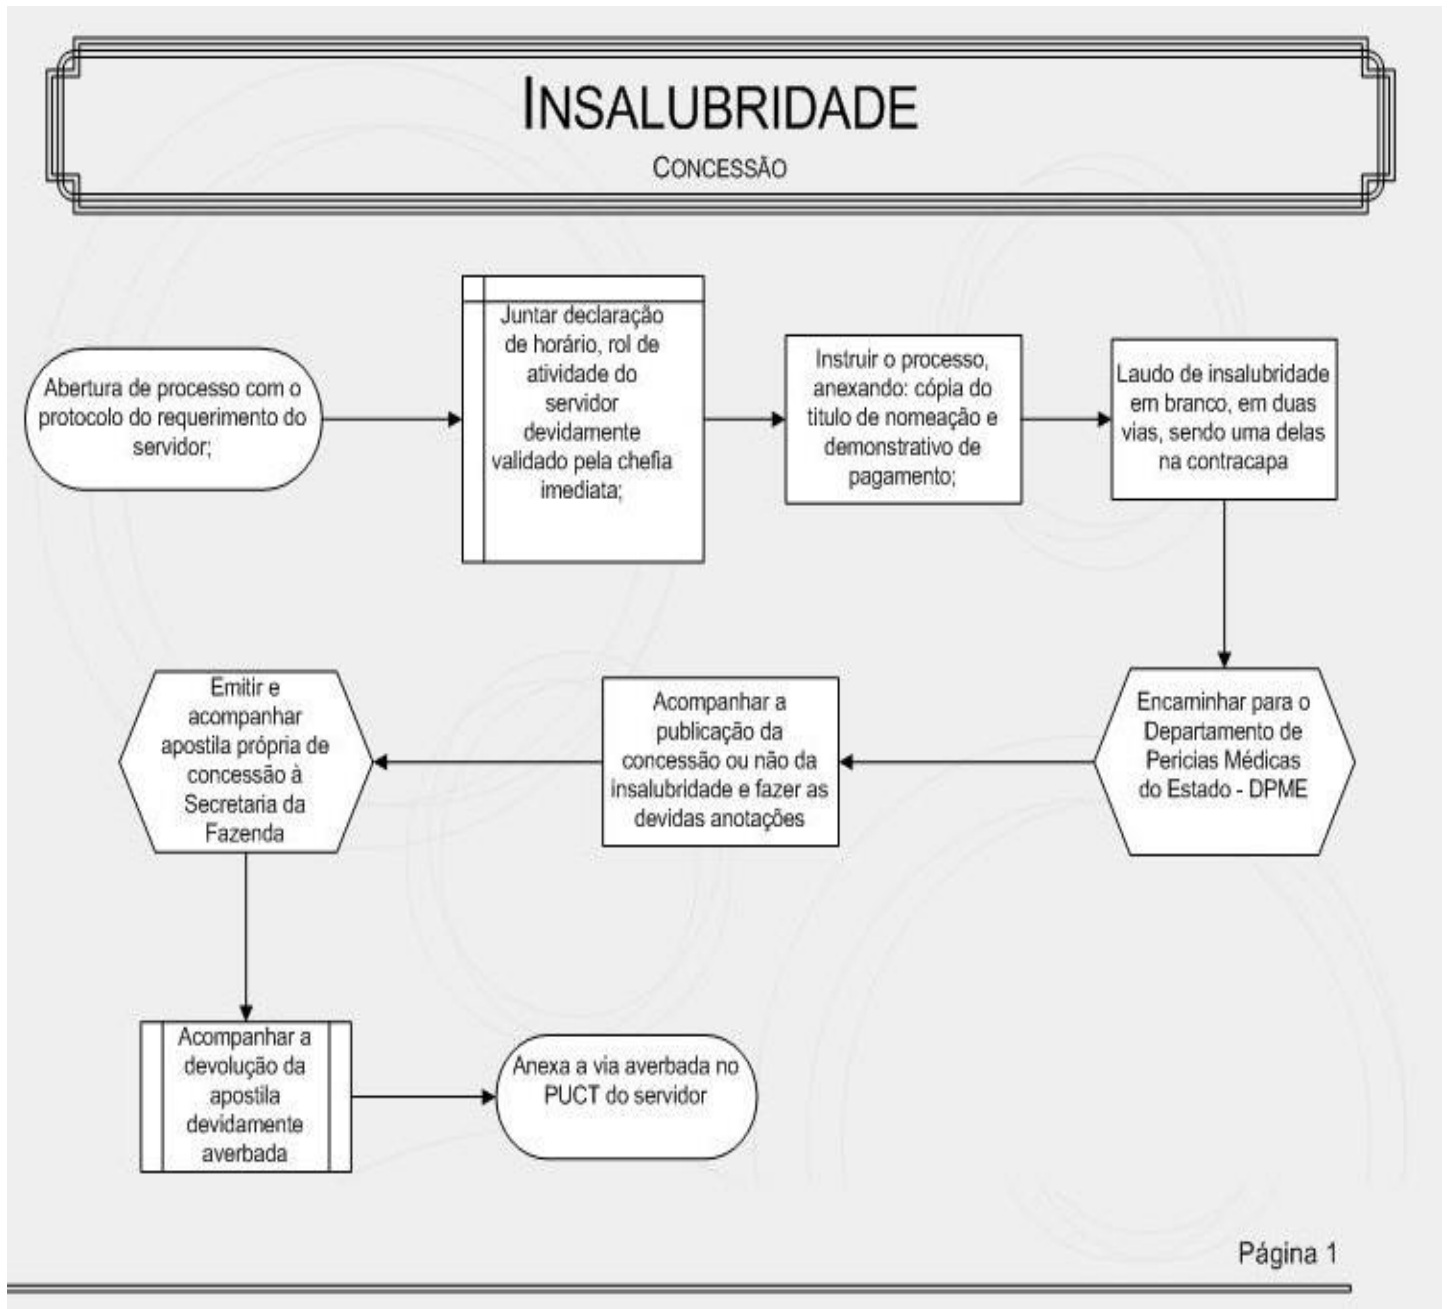 INSALUBRIDADE
CONCESSÃO
Abertura de processo com o
protocolo do requerimento do
servidor;
Juntar declaração
de horário, rol de
atividade do
servidor
devidamente
validado pela chefia
imediata;
Instruir o processo,
anexando: cópia do
titulo de nomeação e
demonstrativo de
pagamento;
Laudo de insalubridade
em branco, em duas
vias, sendo uma delas
na contracapa
Encaminhar para o
Departamento de
Pericias Médicas
do Estado - DPME
Acompanhar a
publicação da
concessão ou não da
insalubridade e fazer as
devidas anotações
Emitir e
acompanhar
apostila própria de
concessão à
Secretaria da
Fazenda
Acompanhar a
devolução da
apostila
devidamente
averbada
Anexa a via averbada no
PUCT do servidor
Página 1